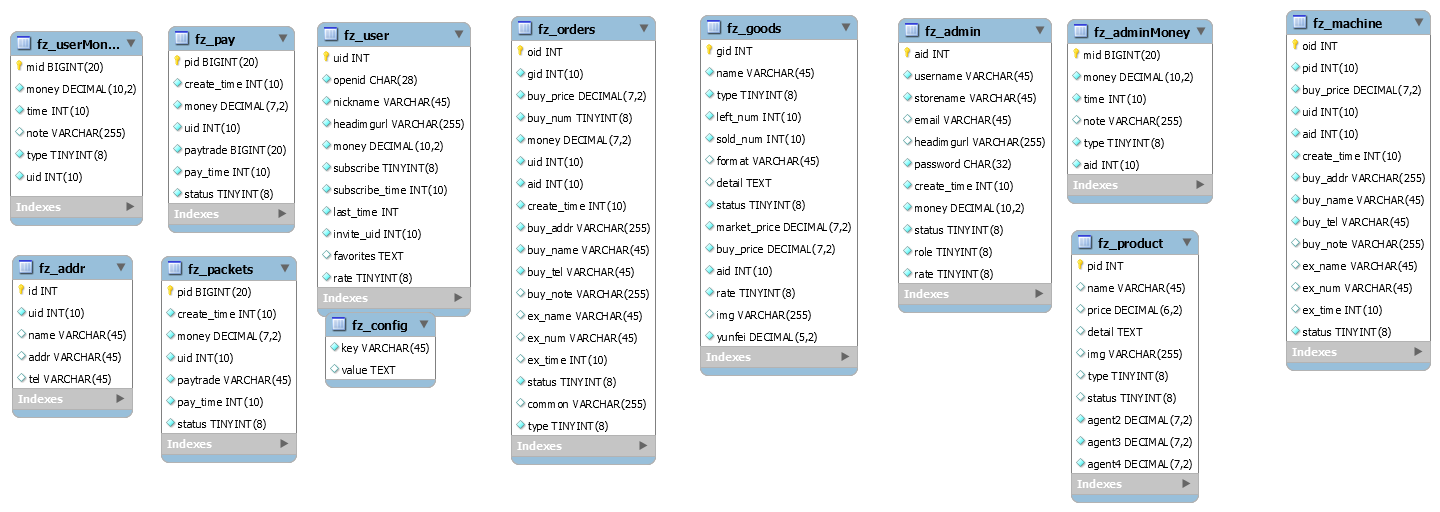 fz_userMon...
mid BIGINT(20)
money DECIMAL(10,2)
time INT(10)
note VARCHAR(255)
type TINYINT(8)
uid INT(10)
Indexes
fz_pay
pid BIGINT(20)
create_time INT(10)
money DECIMAL(7,2)
uid INT(10)
paytrade BIGINT(20)
pay_time INT(10)
status TINYINT(8)
Indexes
fz_user
uid INT
openid CHAR(28)
nickname VARCHAR(45)
headimgurl VARCHAR(255)
money DECIMAL(10,2)
subscribe TINYINT(8)
subscribe_time INT(10)
last_time INT
invite_uid INT(10)
favorites TEXT
rate TINYINT(8)
Indexes
fz_orders
oid INT
gid INT(10)
buy_price DECIMAL(7,2)
buy_num TINYINT(8)
money DECIMAL(7,2)
uid INT(10)
aid INT(10)
create_time INT(10)
buy_addr VARCHAR(255)
buy_name VARCHAR(45)
buy_tel VARCHAR(45)
buy_note VARCHAR(255)
ex_name VARCHAR(45)
ex_num VARCHAR(45)
ex_time INT(10)
status TINYINT(8)
common VARCHAR(255)
type TINYINT(8)
Indexes
fz_goods
gid INT
name VARCHAR(45)
type TINYINT(8)
left_num INT(10)
sold_num INT(10)
format VARCHAR(45)
detail TEXT
status TINYINT(8)
market_price DECIMAL(7,2)
buy_price DECIMAL(7,2)
aid INT(10)
rate TINYINT(8)
img VARCHAR(255)
yunfei DECIMAL(5,2)
Indexes
fz_admin
aid INT
username VARCHAR(45)
storename VARCHAR(45)
email VARCHAR(45)
headimgurl VARCHAR(255)
password CHAR(32)
create_time INT(10)
money DECIMAL(10,2)
status TINYINT(8)
role TINYINT(8)
rate TINYINT(8)
Indexes
fz_adminMoney
mid BIGINT(20)
money DECIMAL(10,2)
time INT(10)
note VARCHAR(255)
type TINYINT(8)
aid INT(10)
Indexes
fz_machine
oid INT
pid INT(10)
buy_price DECIMAL(7,2)
uid INT(10)
aid INT(10)
create_time INT(10)
buy_addr VARCHAR(255)
buy_name VARCHAR(45)
buy_tel VARCHAR(45)
buy_note VARCHAR(255)
ex_name VARCHAR(45)
ex_num VARCHAR(45)
ex_time INT(10)
status TINYINT(8)
Indexes
fz_addr
id INT
uid INT(10)
name VARCHAR(45)
addr VARCHAR(45)
tel VARCHAR(45)
Indexes
fz_packets
pid BIGINT(20)
create_time INT(10)
money DECIMAL(7,2)
uid INT(10)
paytrade VARCHAR(45)
pay_time INT(10)
status TINYINT(8)
Indexes
fz_config
key VARCHAR(45)
value TEXT
fz_product
pid INT
name VARCHAR(45)
price DECIMAL(6,2)
detail TEXT
img VARCHAR(255)
type TINYINT(8)
status TINYINT(8)
agent2 DECIMAL(7,2)
agent3 DECIMAL(7,2)
agent4 DECIMAL(7,2)
Indexes